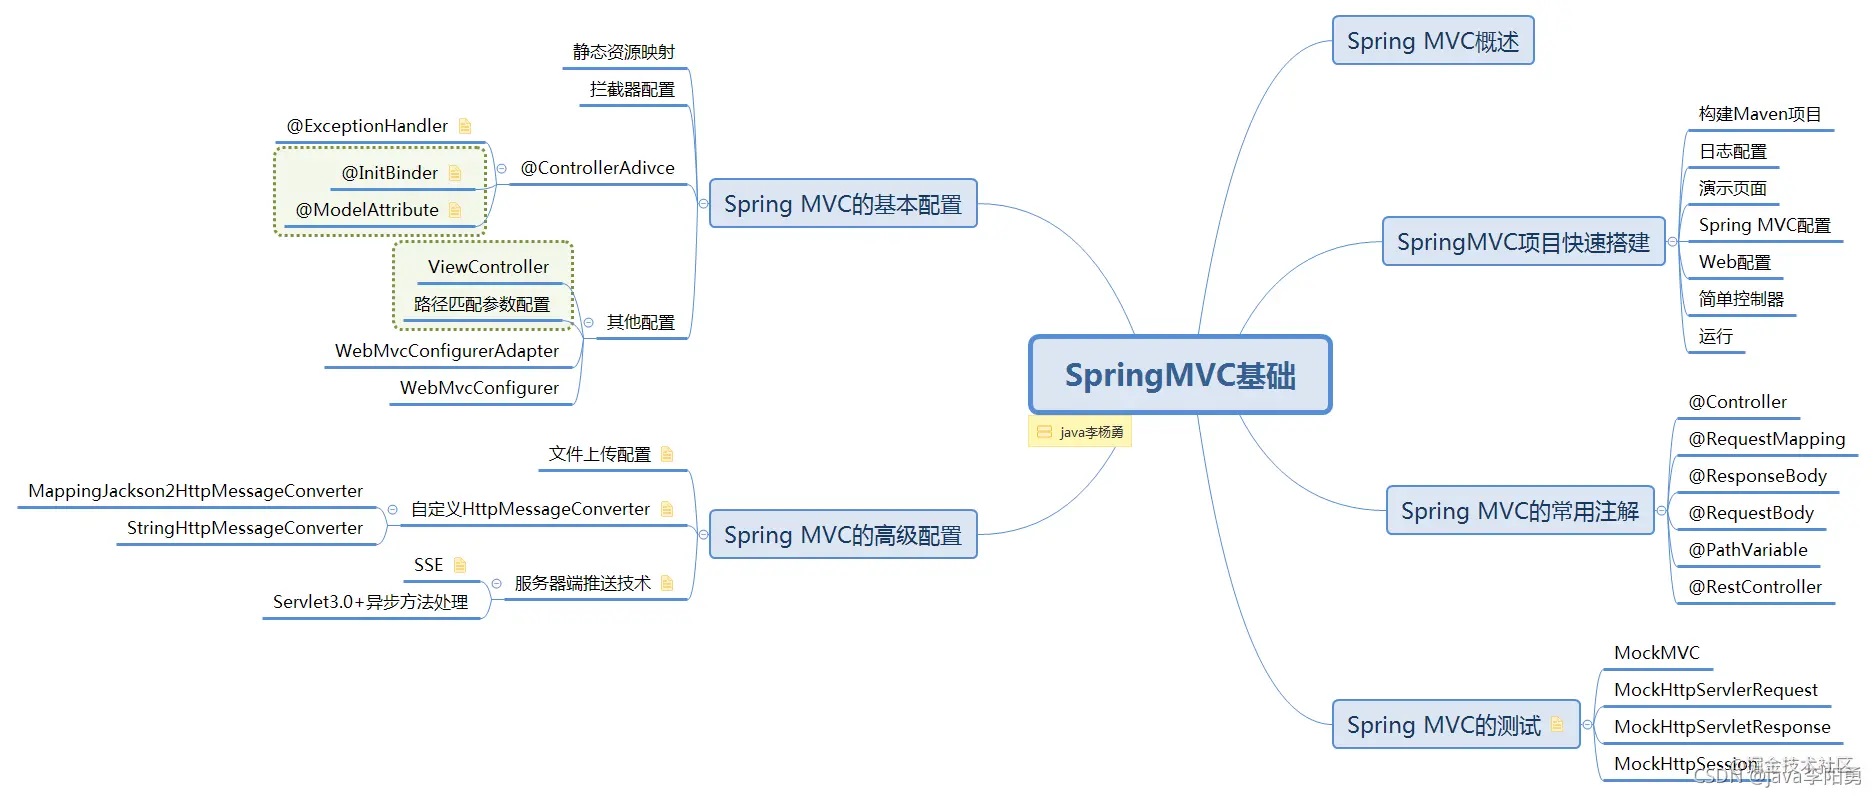 SpringMVC基础
java李杨勇
Spring MVC概述
SpringMVC项目快速搭建
构建Maven项目
日志配置
演示页面
Spring MVC配置
Web配置
简单控制器
运行
Spring MVC的常用注解
@Controller
@RequestMapping
@ResponseBody
@RequestBody
@PathVariable
@RestController
Spring MVC的测试
MockMVC
MockHttpServlerRequest
MockHttpServletResponse
MockHttpSession
Spring MVC的基本配置
静态资源映射
拦截器配置
@ControllerAdivce
@ExceptionHandler
@InitBinder
@ModelAttribute
其他配置
ViewController
路径匹配参数配置
WebMvcConfigurerAdapter
WebMvcConfigurer
Spring MVC的高级配置
文件上传配置
自定义HttpMessageConverter
MappingJackson2HttpMessageConverter
StringHttpMessageConverter
服务器端推送技术
SSE
Servlet3.0+异步方法处理
@掘金技术社区
CSDN @java李阳勇